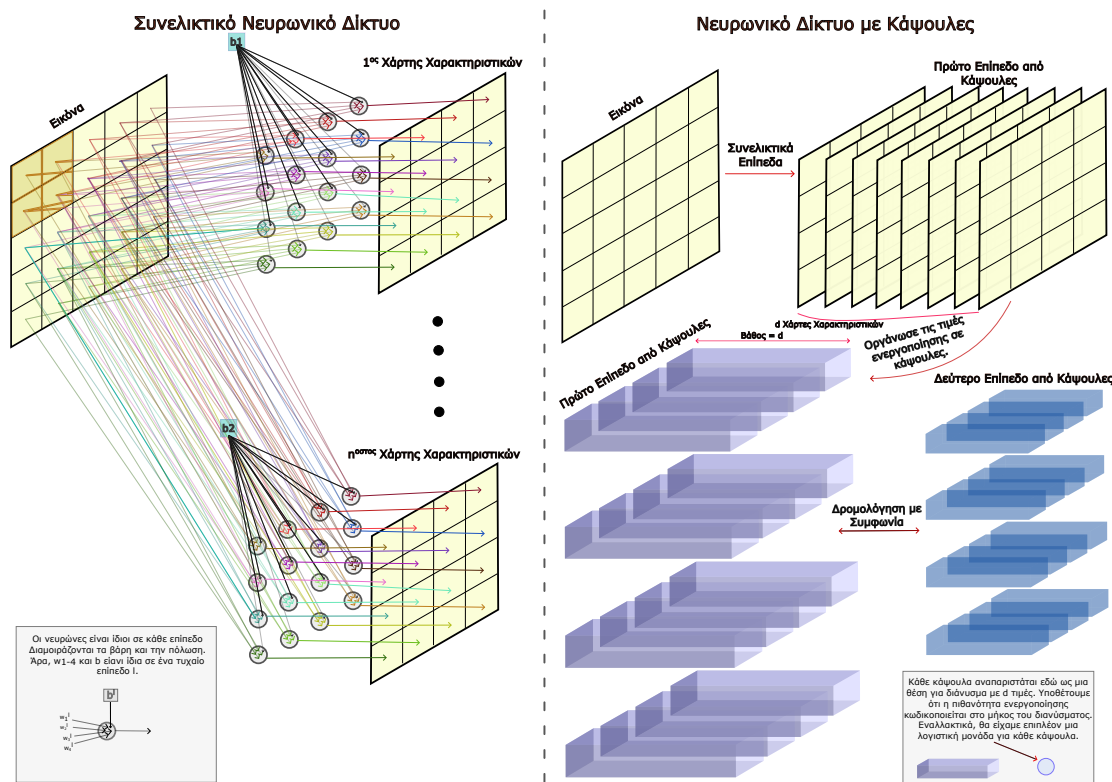 Συνελικτικό Νευρωνικό Δίκτυο
b1
1ος Χάρτης Χαρακτηριστικών
Εικόνα
b2
nοστος Χάρτης Χαρακτηριστικών
Οι νευρώνες είναι ίδιοι σε κάθε επίπεδο
Διαμοιράζονται τα βάρη και την πόλωση.
Άρα, w1-4 και b είανι ίδια σε ένα τυχαίο
επίπεδο l.
bl
w1l
w2l
w3l
w4l
Νευρωνικό Δίκτυο με Κάψουλες
Εικόνα
Συνελικτικά
Επίπεδα
Πρώτο Επίπεδο από
Κάψουλες
d Χάρτες Χαρακτηριστικών
Βάθος = d
Οργάνωσε τις τιμές
ενεργοποίησης σε
κάψουλες.
Πρώτο Επίπεδο από Κάψουλες
Δεύτερο Επίπεδο από Κάψουλες
Δρομολόγηση με
Συμφωνία
Κάθε κάψουλα αναπαριστάται εδώ ως μια
θέση για διάνυσμα με d τιμές. Υποθέτουμε
ότι η πιθανότητα ενεργοποίησης
κωδικοποιείται στο μήκος του διανύσματος.
Εναλλακτικά, θα είχαμε επιπλέον μια
λογιστική μονάδα για κάθε κάψουλα.